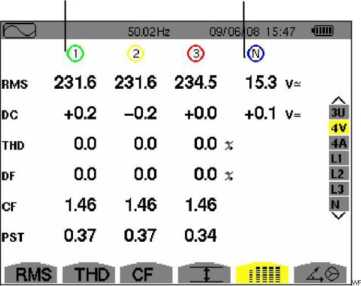 50.02Hz 09/06/08 15:47
1 2 3 N
RMS 231.6 231.6 234.5 15.3 V≃
DC +0.2 −0.2 +0.0 +0.1 V=
THD 0.0 0.0 0.0 %
DF 0.0 0.0 0.0 %
CF 1.46 1.46 1.46
PST 0.37 0.37 0.34
3U
4V
4A
L1
L2
L3
N
RMS THD CF